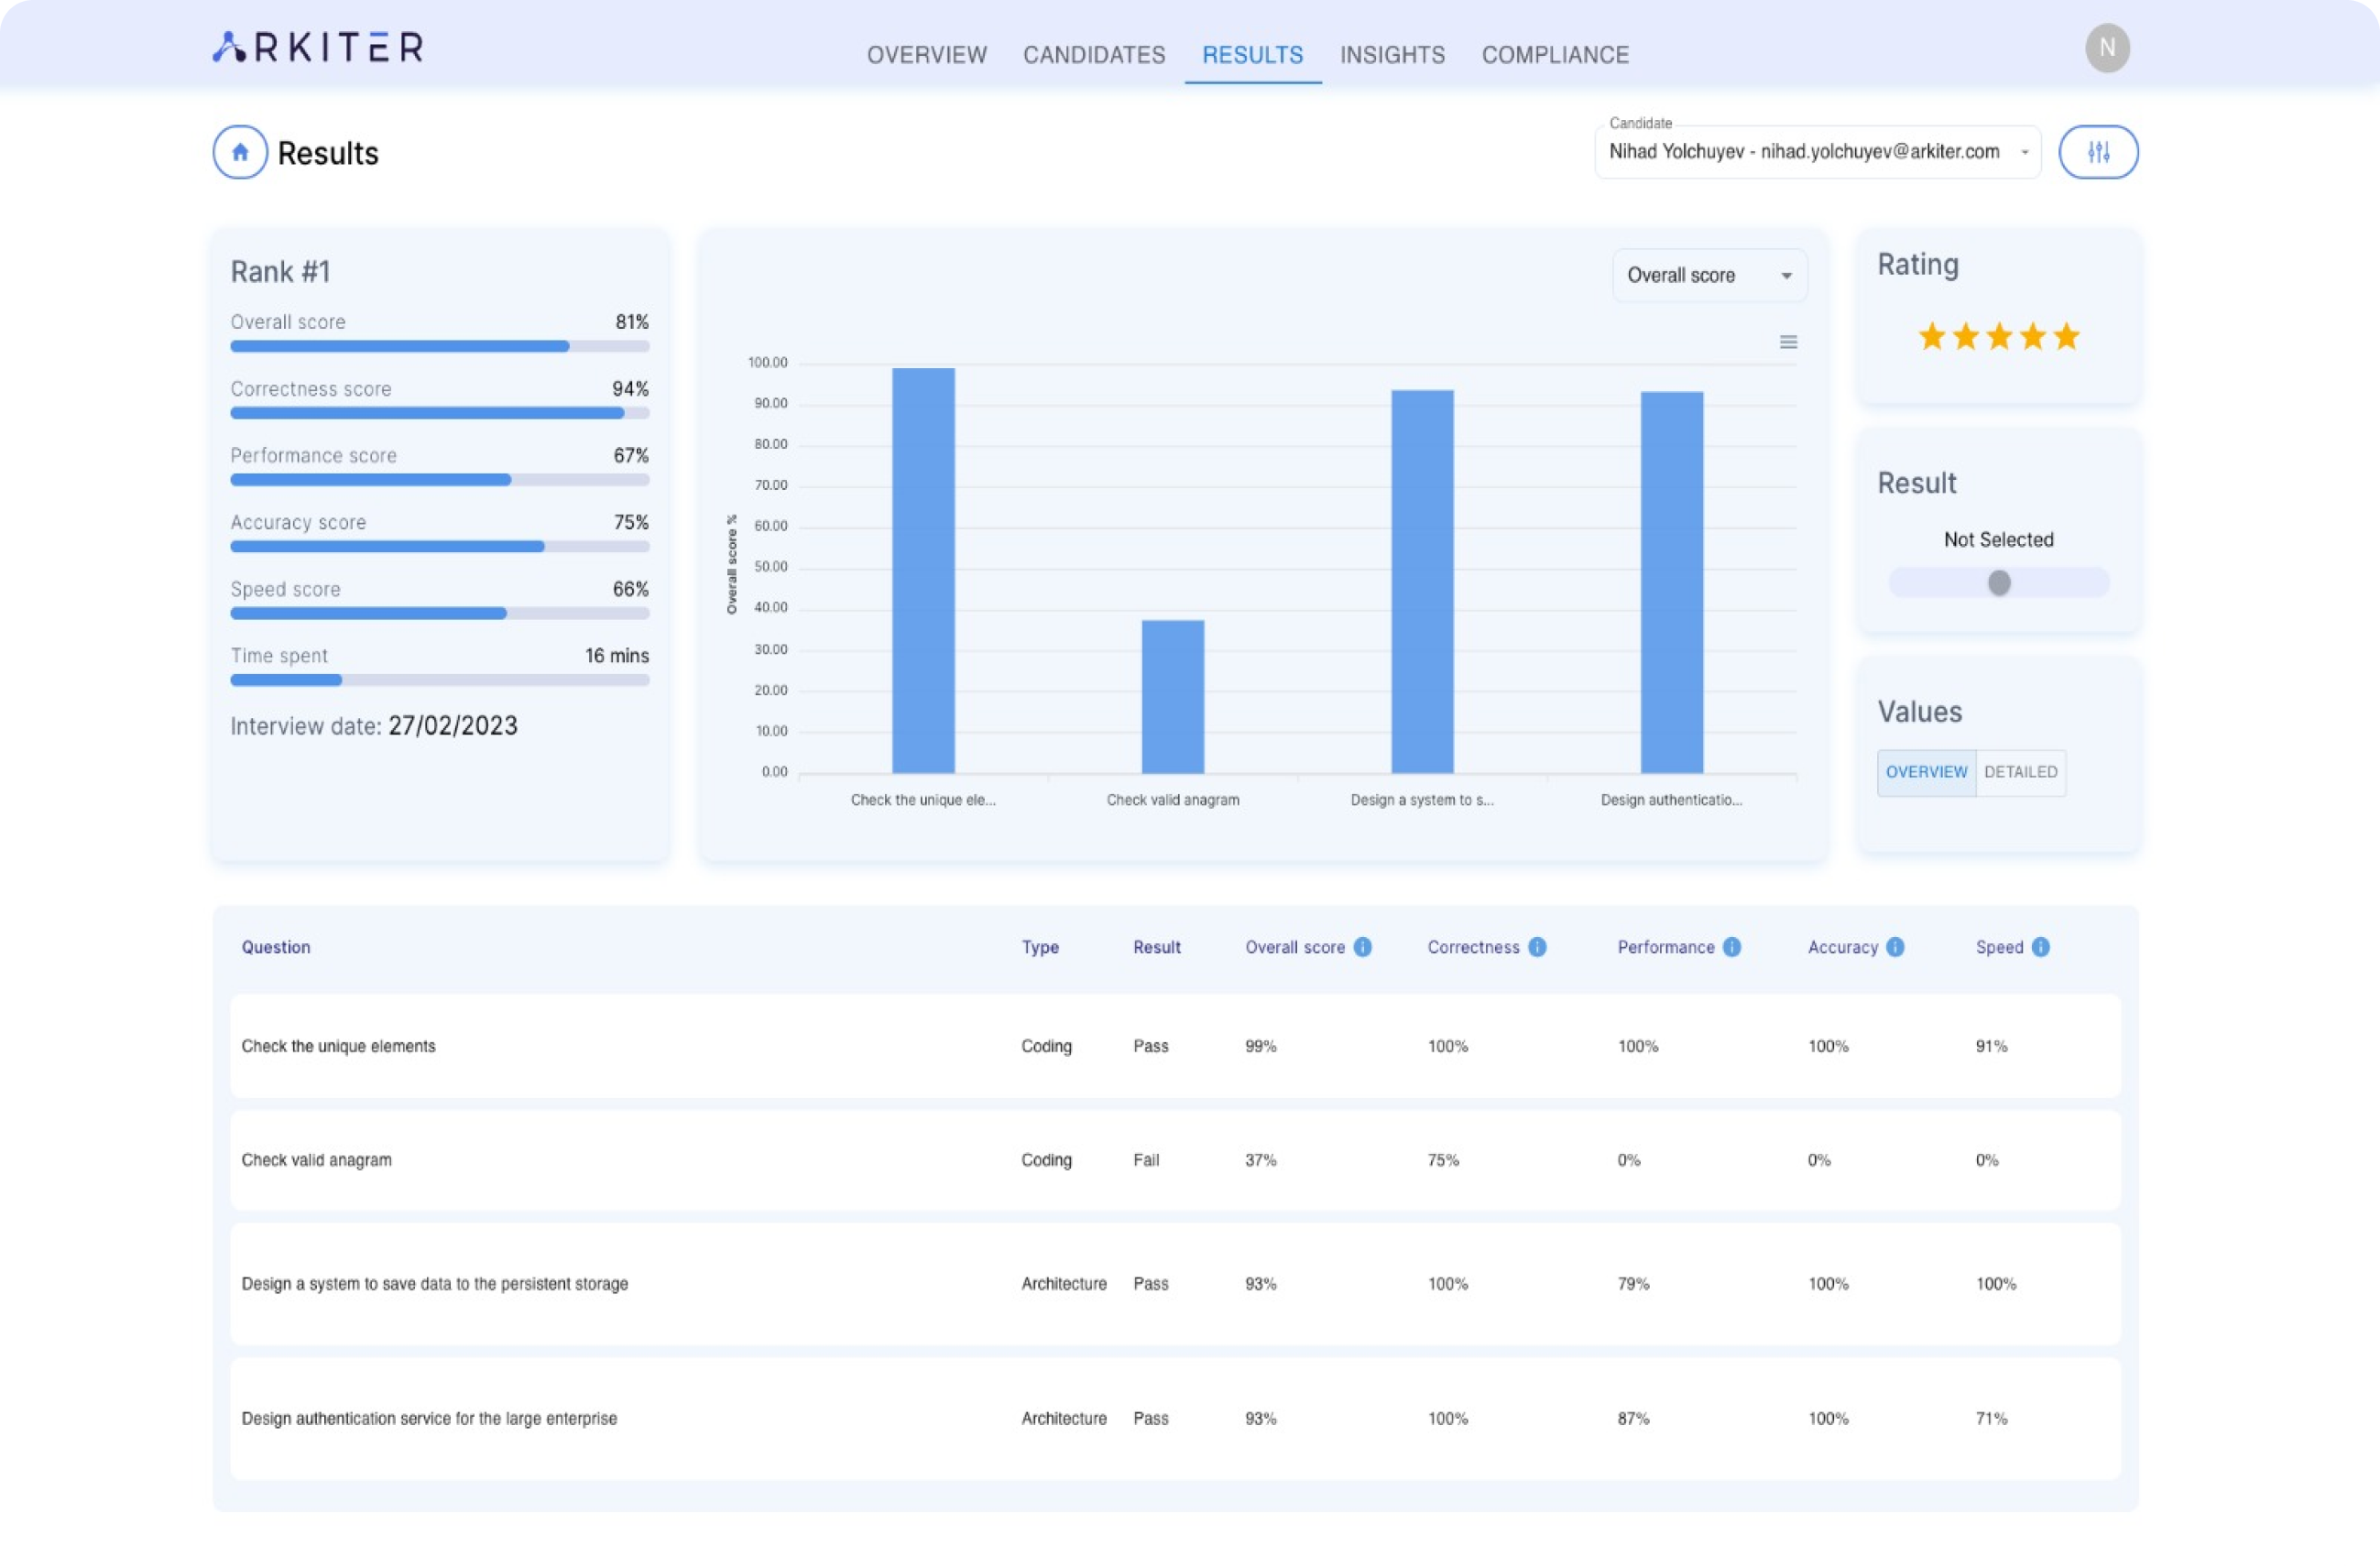 ARKITER
OVERVIEW CANDIDATES RESULTS INSIGHTS COMPLIANCE
N
Results
Candidate
Nihad Yolchuyev - nihad.yolchuyev@arkiter.com
Rank #1
Overall score 81%
Correctness score 94%
Performance score 67%
Accuracy score 75%
Speed score 66%
Time spent 16 mins
Interview date: 27/02/2023
Overall score
Overall score %
100.00
90.00
80.00
70.00
60.00
50.00
40.00
30.00
20.00
10.00
0.00
Check the unique ele... Check valid anagram Design a system to s... Design authenticatio...
Rating
Result
Not Selected
Values
OVERVIEW DETAILED
Question Type Result Overall score i Correctness i Performance i Accuracy i Speed i
Check the unique elements Coding Pass 99% 100% 100% 100% 91%
Check valid anagram Coding Fail 37% 75% 0% 0% 0%
Design a system to save data to the persistent storage Architecture Pass 93% 100% 79% 100% 100%
Design authentication service for the large enterprise Architecture Pass 93% 100% 87% 100% 71%